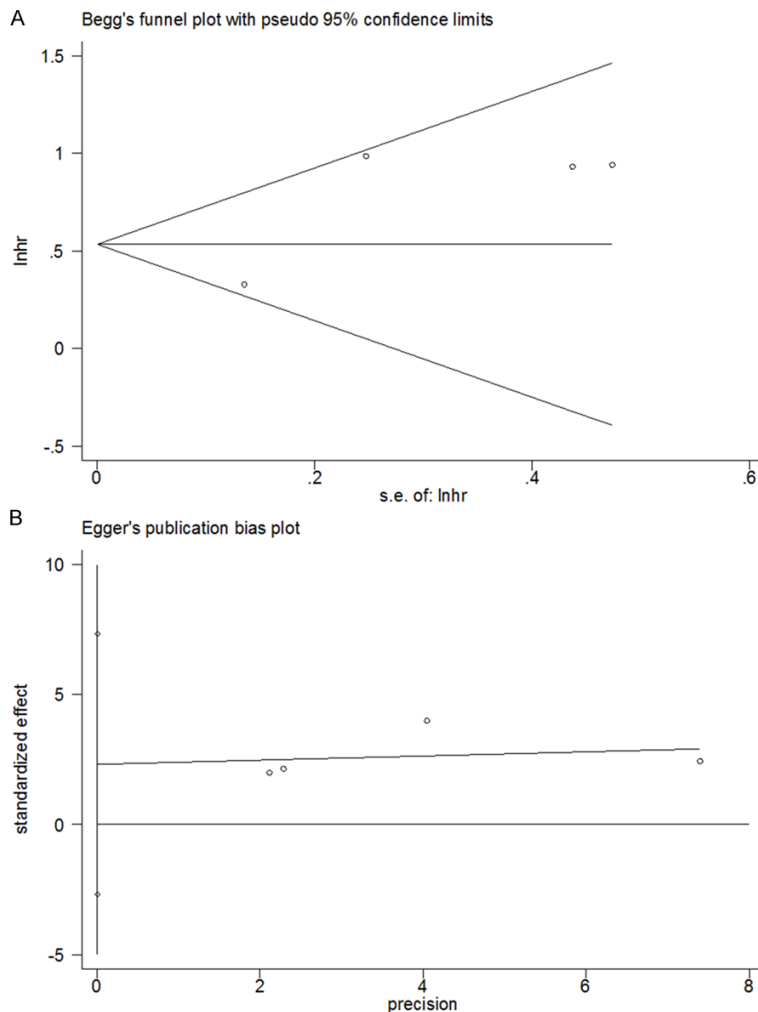 A
Begg's funnel plot with pseudo 95% confidence limits
1.5
1
.5
0
-.5
lnhr
0 .2 .4 .6
s.e. of: lnhr
B
Egger's publication bias plot
10
5
0
-5
standardized effect
0 2 4 6 8
precision